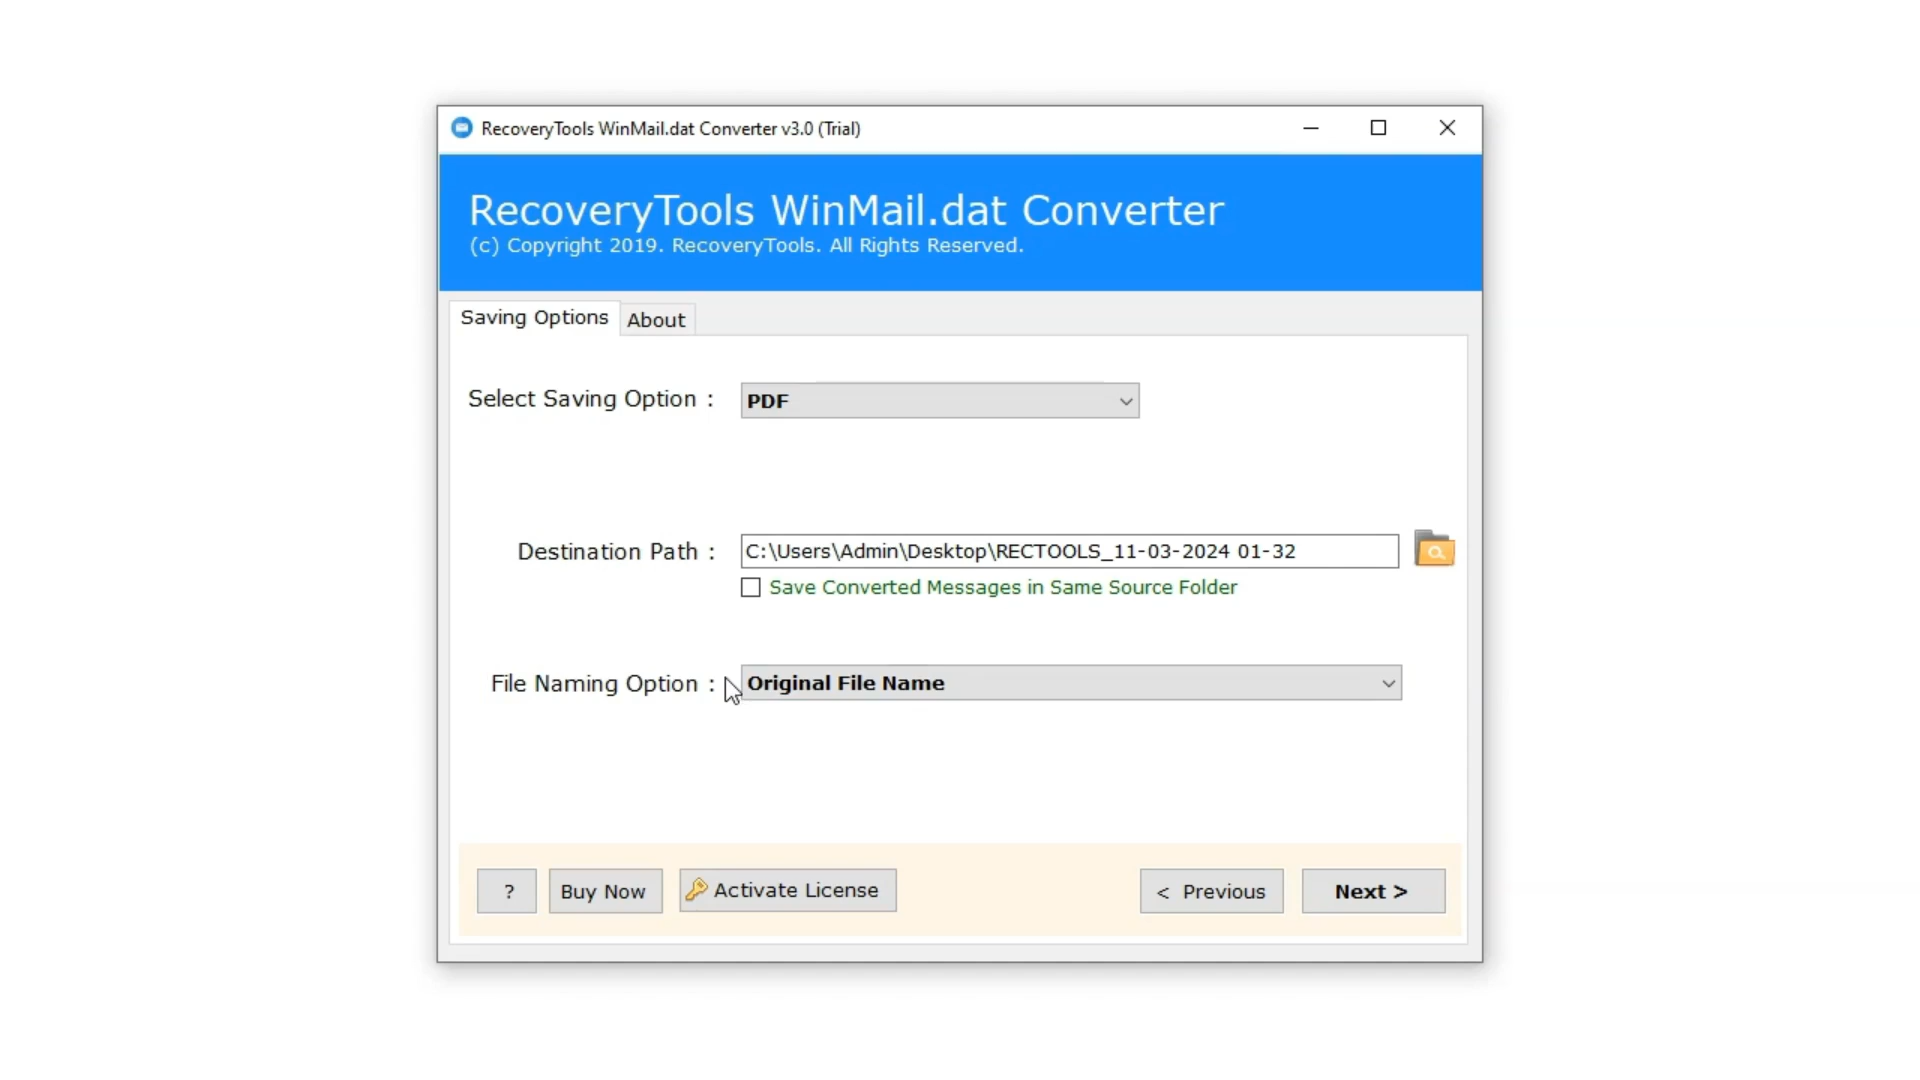 RecoveryTools WinMail.dat Converter v3.0 (Trial)
RecoveryTools WinMail.dat Converter
(c) Copyright 2019. RecoveryTools. All Rights Reserved.
Saving Options
About
Select Saving Option :
PDF
Destination Path :
C:\Users\Admin\Desktop\RECTOOLS_11-03-2024 01-32
Save Converted Messages in Same Source Folder
File Naming Option :
Original File Name
?
Buy Now
Activate License
< Previous
Next >